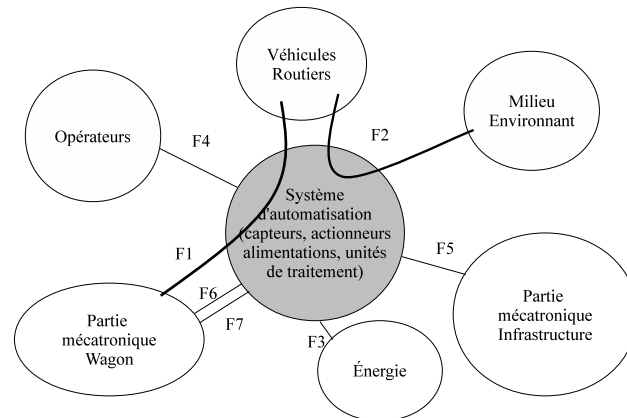 Véhicules
Routiers
Milieu
Environnant
Opérateurs
F2
F4
Système
d'automatisation
(capteurs, actionneurs
alimentations, unités
de traitement)
F1
F5
F6
F7
Partie
mécatronique
Wagon
Partie
mécatronique
Infrastructure
F3
Énergie